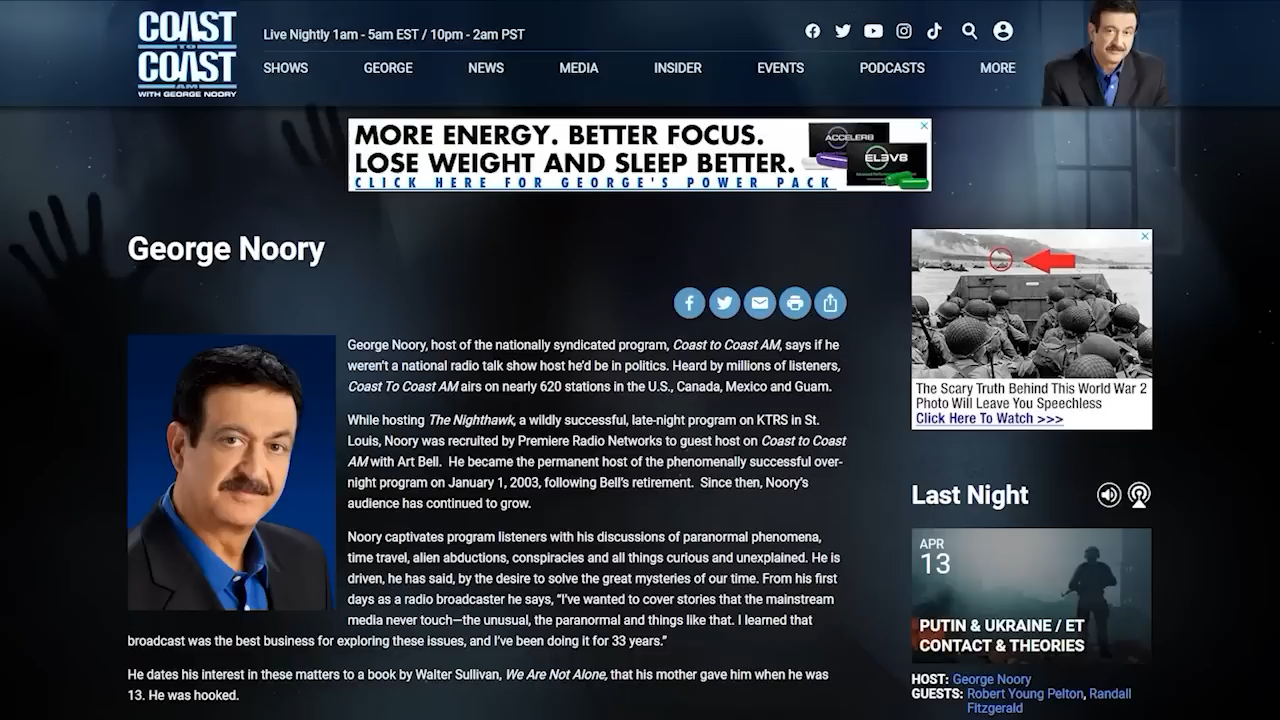 COAST
TO
COAST
AM
WITH GEORGE NOORY
Live Nightly 1am - 5am EST / 10pm - 2am PST
SHOWS GEORGE NEWS MEDIA INSIDER EVENTS PODCASTS MORE
MORE ENERGY. BETTER FOCUS.
LOSE WEIGHT AND SLEEP BETTER.
CLICK HERE FOR GEORGE'S POWER PACK
ACCELER8
ELEV8
George Noory
George Noory, host of the nationally syndicated program, Coast to Coast AM, says if he
weren't a national radio talk show host he'd be in politics. Heard by millions of listeners,
Coast To Coast AM airs on nearly 620 stations in the U.S., Canada, Mexico and Guam.
While hosting The Nighthawk, a wildly successful, late-night program on KTRS in St.
Louis, Noory was recruited by Premiere Radio Networks to guest host on Coast to Coast
AM with Art Bell. He became the permanent host of the phenomenally successful over-
night program on January 1, 2003, following Bell's retirement. Since then, Noory's
audience has continued to grow.
Noory captivates program listeners with his discussions of paranormal phenomena,
time travel, alien abductions, conspiracies and all things curious and unexplained. He is
driven, he has said, by the desire to solve the great mysteries of our time. From his first
days as a radio broadcaster he says, “I've wanted to cover stories that the mainstream
media never touch—the unusual, the paranormal and things like that. I learned that
broadcast was the best business for exploring these issues, and I've been doing it for 33 years.”
He dates his interest in these matters to a book by Walter Sullivan, We Are Not Alone, that his mother gave him when he was
13. He was hooked.
The Scary Truth Behind This World War 2
Photo Will Leave You Speechless
Click Here To Watch >>>
Last Night
APR
13
PUTIN & UKRAINE / ET
CONTACT & THEORIES
HOST: George Noory
GUESTS: Robert Young Pelton, Randall
Fitzgerald